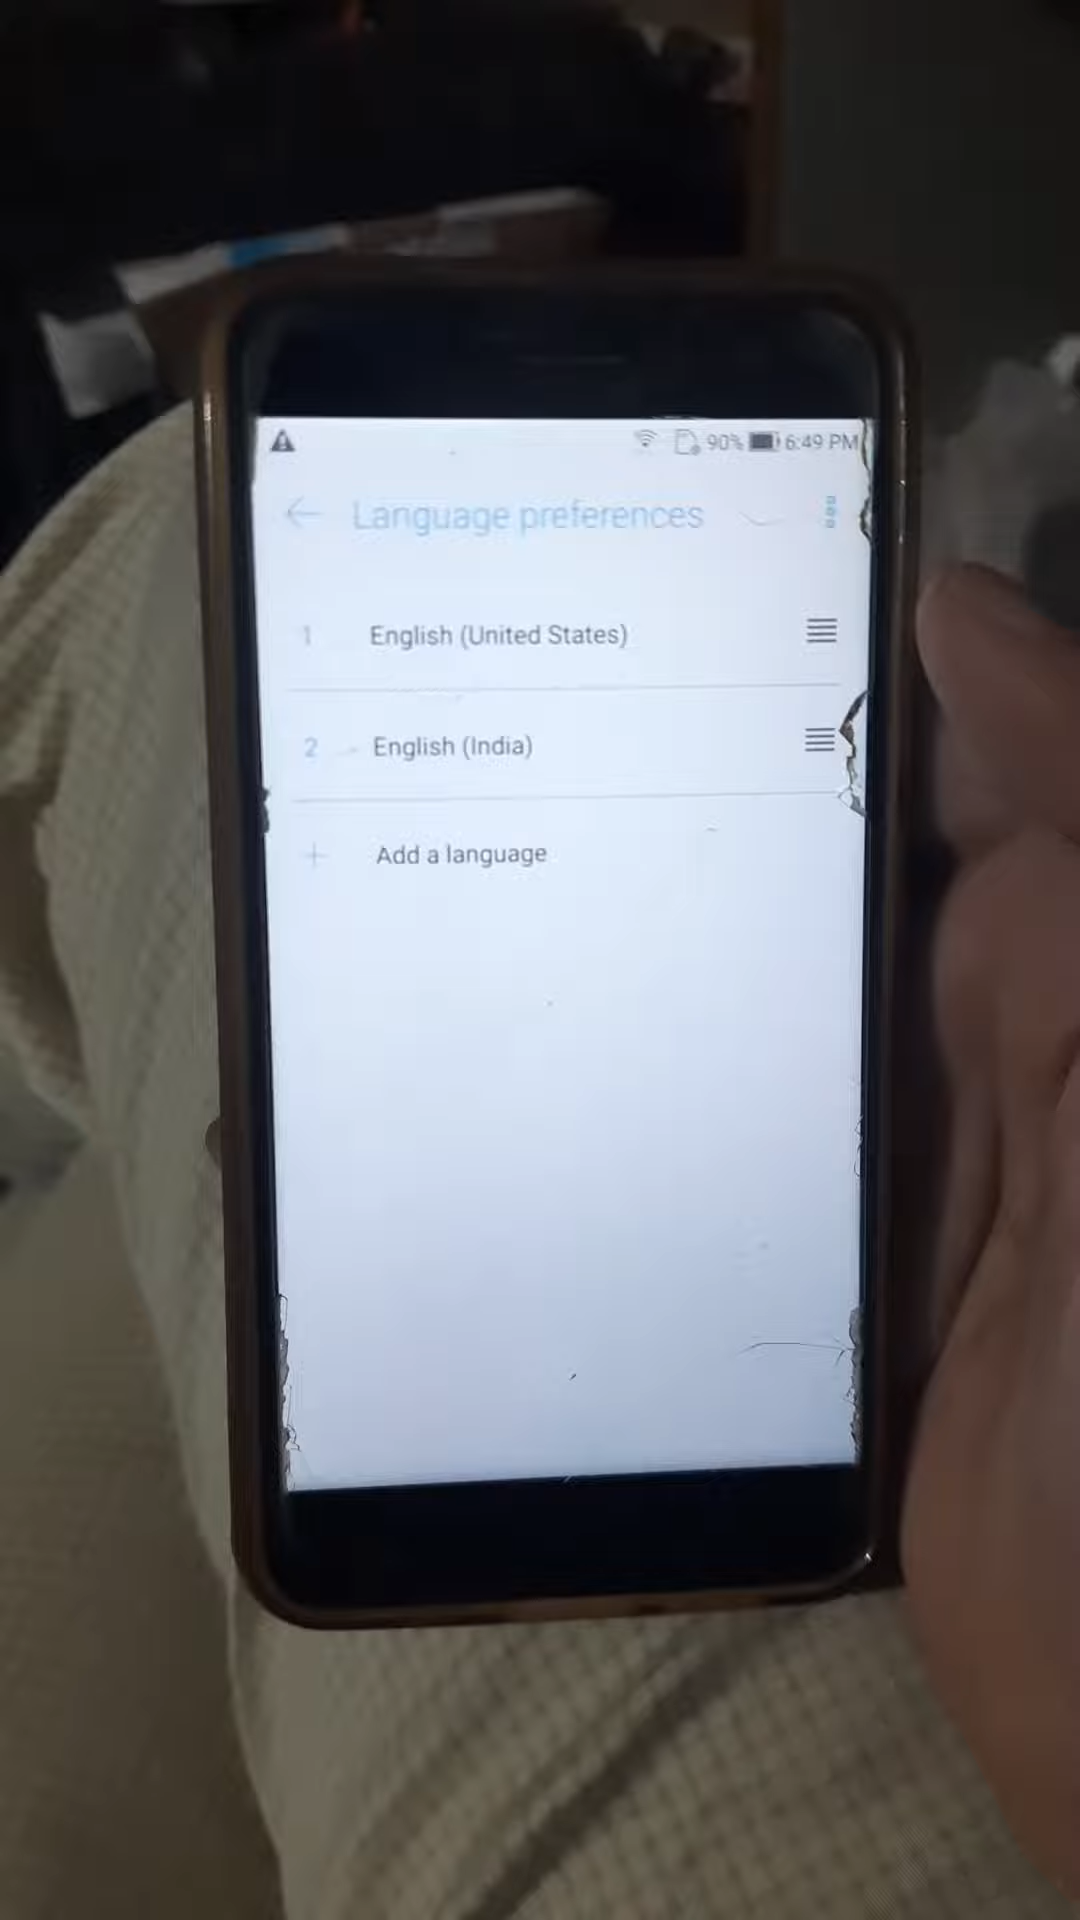 90% 6:49 PM
Language preferences
1 English (United States)
2 English (India)
+ Add a language